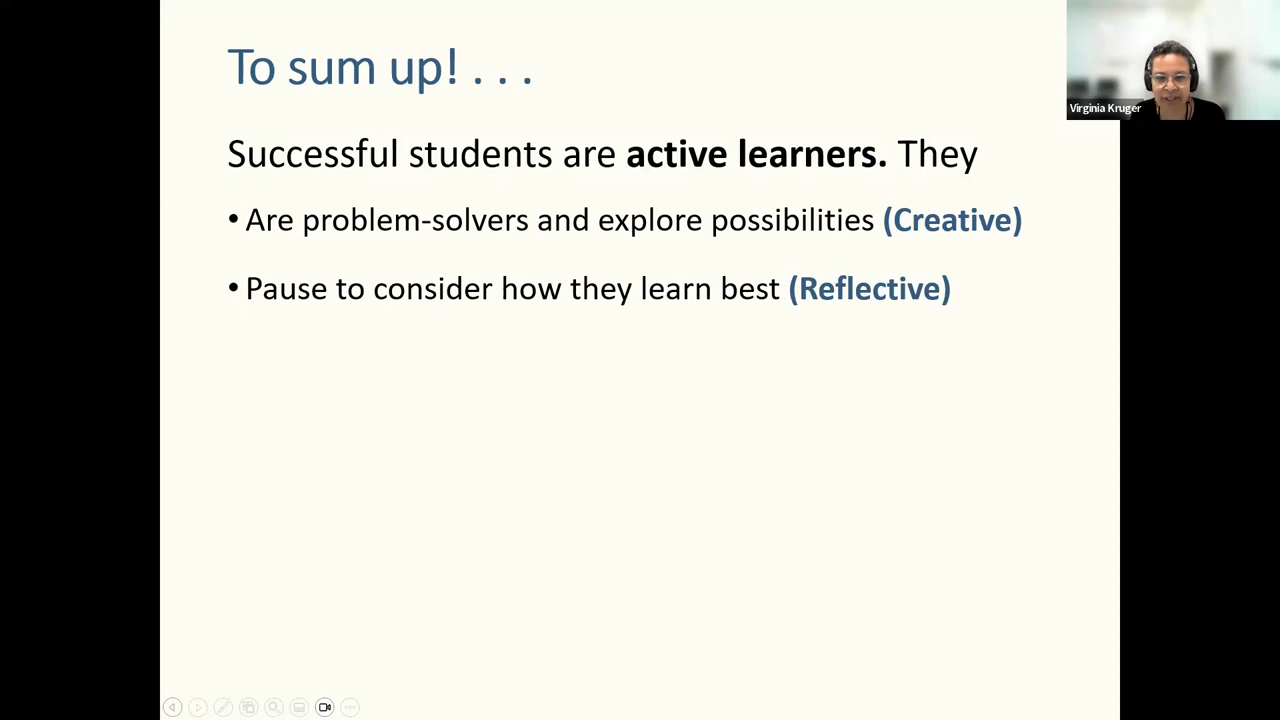 To sum up! . . .
Successful students are active learners. They
• Are problem-solvers and explore possibilities (Creative)
• Pause to consider how they learn best (Reflective)
Virginia Kruger